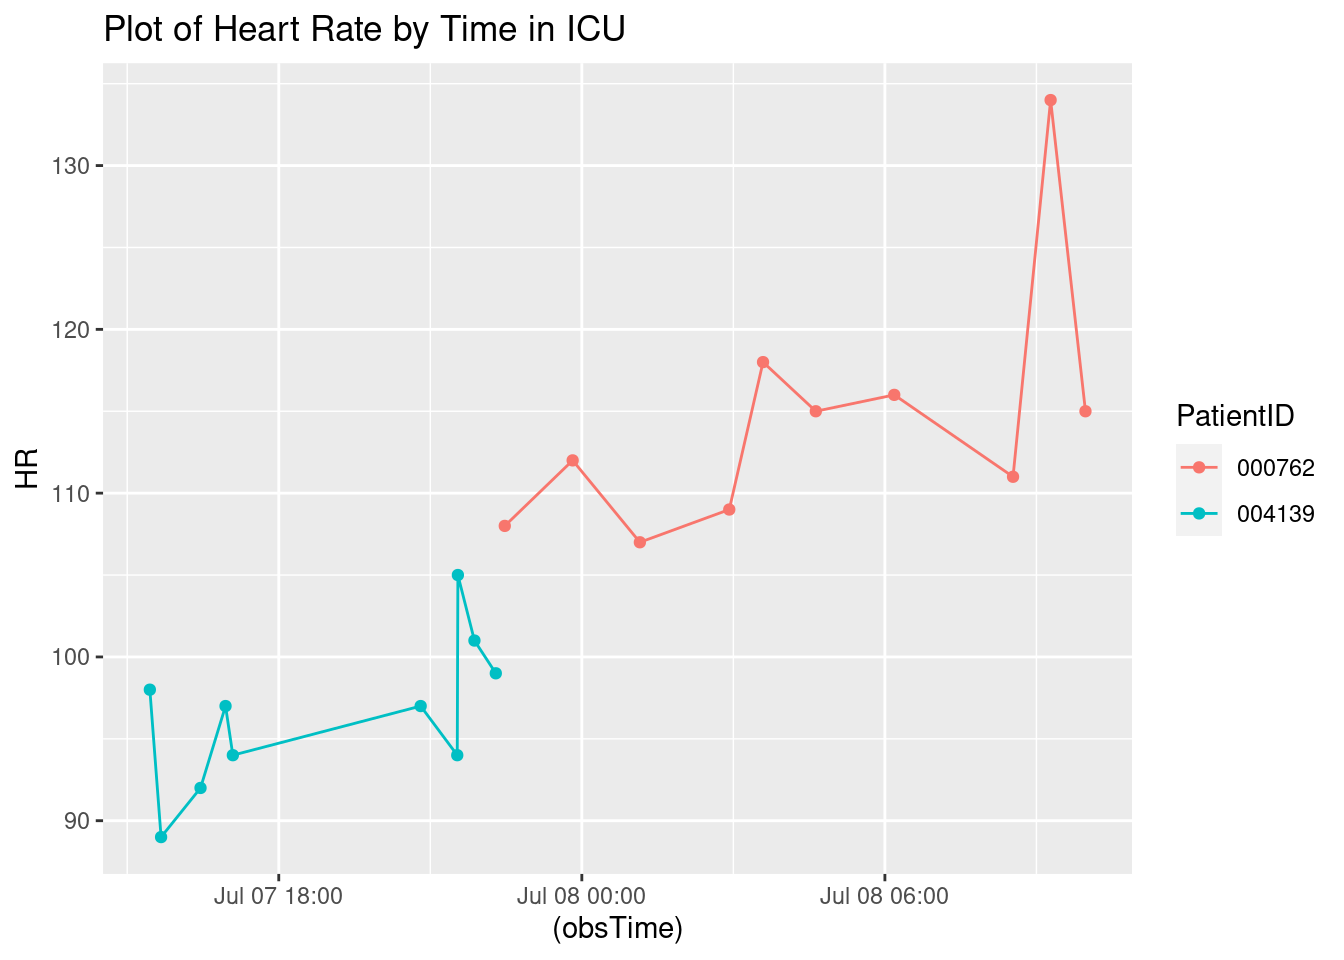 Plot of Heart Rate by Time in ICU
HR
130
120
110
100
90
Jul 07 18:00
Jul 08 00:00
Jul 08 06:00
(obsTime)
PatientID
000762
004139